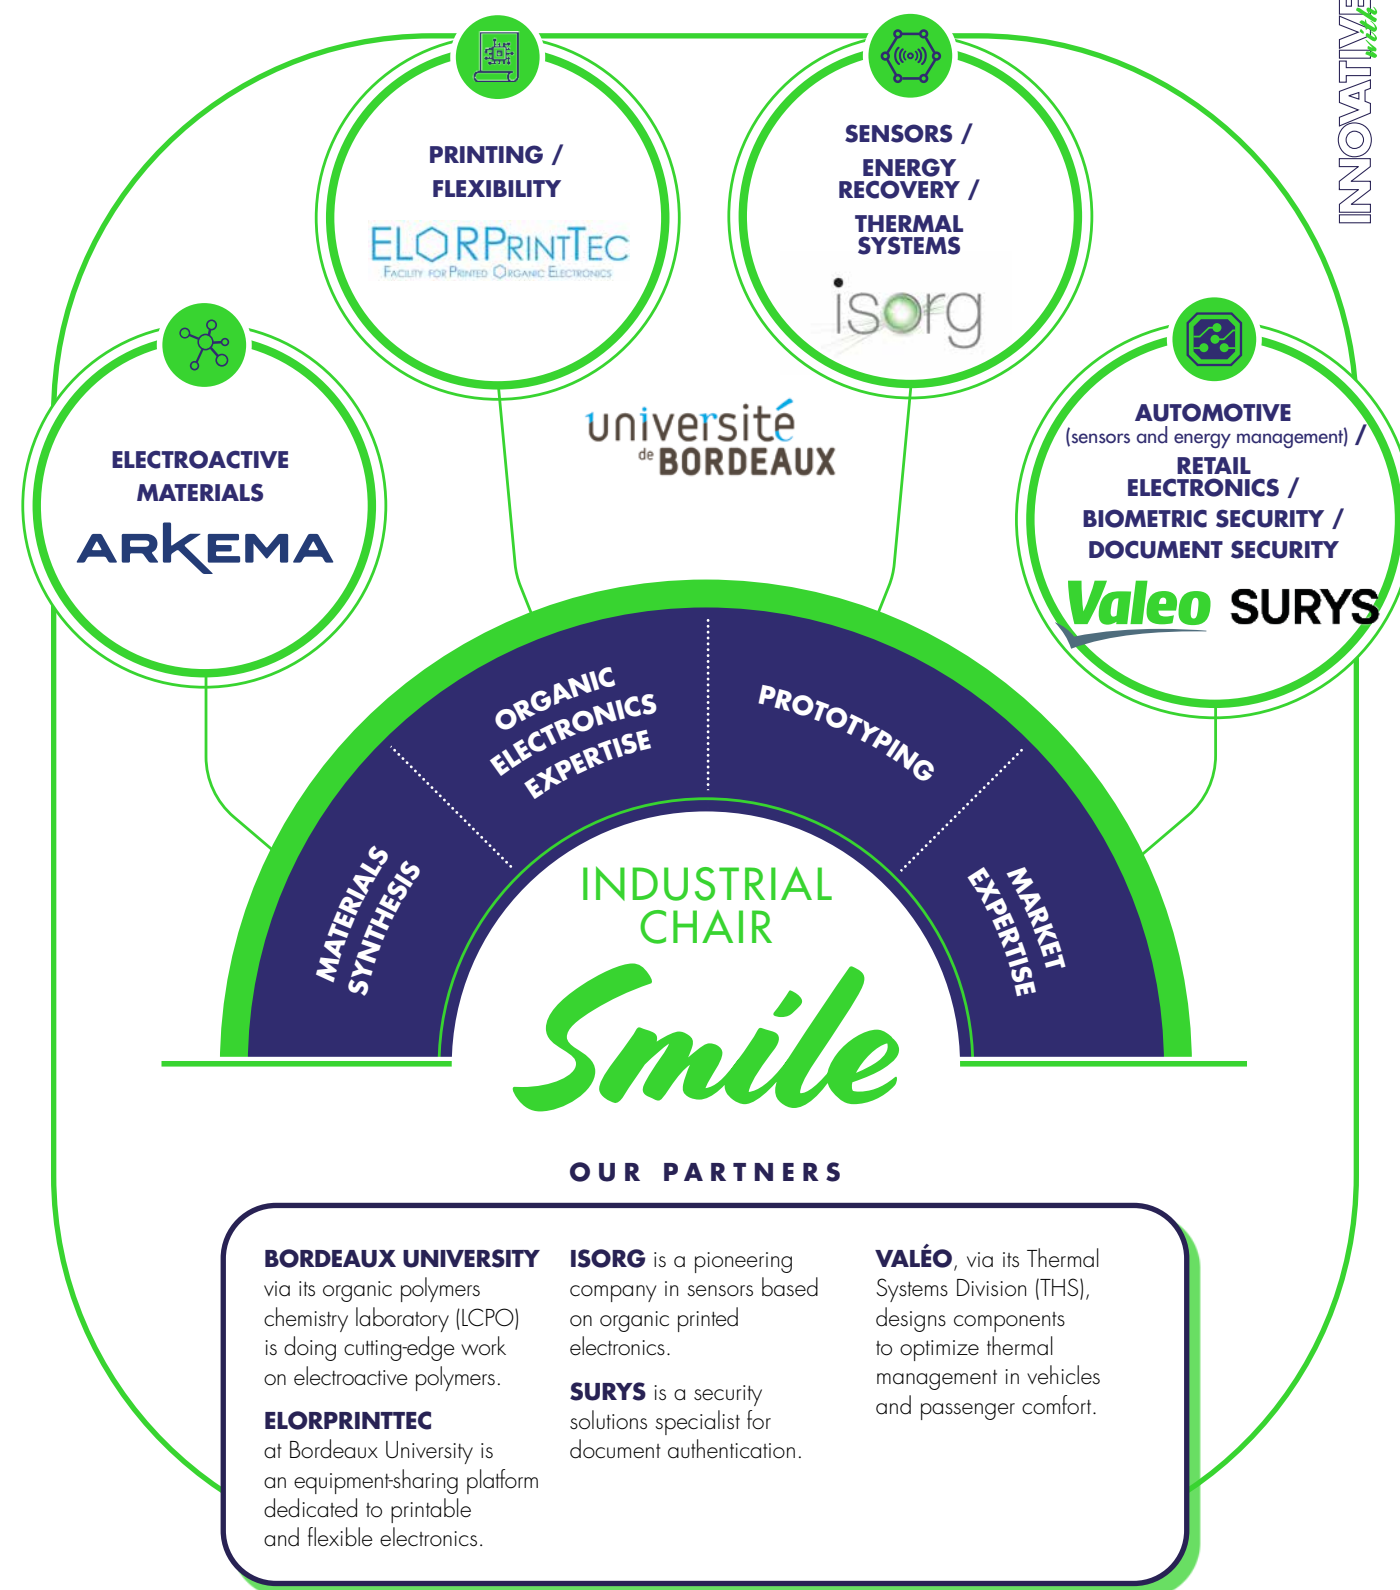 INNOVATIVE
with
PRINTING /
FLEXIBILITY
ELORPRINTTEC
FACILITY FOR PRINTED ORGANIC ELECTRONICS
SENSORS /
ENERGY
RECOVERY /
THERMAL
SYSTEMS
isorg
ELECTROACTIVE
MATERIALS
ARKEMA
université
de BORDEAUX
AUTOMOTIVE
(sensors and energy management) /
RETAIL
ELECTRONICS /
BIOMETRIC SECURITY /
DOCUMENT SECURITY
Valeo SURYS
MATERIALS
SYNTHESIS
ORGANIC
ELECTRONICS
EXPERTISE
PROTOTYPING
MARKET
EXPERTISE
INDUSTRIAL
CHAIR
Smile
OUR PARTNERS
BORDEAUX UNIVERSITY
via its organic polymers
chemistry laboratory (LCPO)
is doing cutting-edge work
on electroactive polymers.
ELORPRINTTEC
at Bordeaux University is
an equipment-sharing platform
dedicated to printable
and flexible electronics.
ISORG is a pioneering
company in sensors based
on organic printed
electronics.
SURYS is a security
solutions specialist for
document authentication.
VALÉO, via its Thermal
Systems Division (THS),
designs components
to optimize thermal
management in vehicles
and passenger comfort.